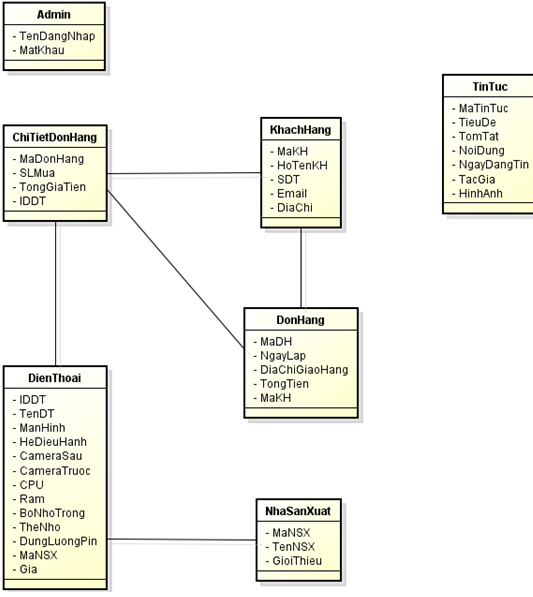 Admin
- TenDangNhap
- MatKhau
TinTuc
- MaTinTuc
- TieuDe
- TomTat
- NoiDung
- NgayDangTin
- TacGia
- HinhAnh
ChiTietDonHang
- MaDonHang
- SLMua
- TongGiaTien
- IDDT
KhachHang
- MaKH
- HoTenKH
- SDT
- Email
- DiaChi
DonHang
- MaDH
- NgayLap
- DiaChiGiaoHang
- TongTien
- MaKH
DienThoai
- IDDT
- TenDT
- ManHinh
- HeDieuHanh
- CameraSau
- CameraTruoc
- CPU
- Ram
- BoNhoTrong
- TheNho
- DungLuongPin
- MaNSX
- Gia
NhaSanXuat
- MaNSX
- TenNSX
- GioiThieu